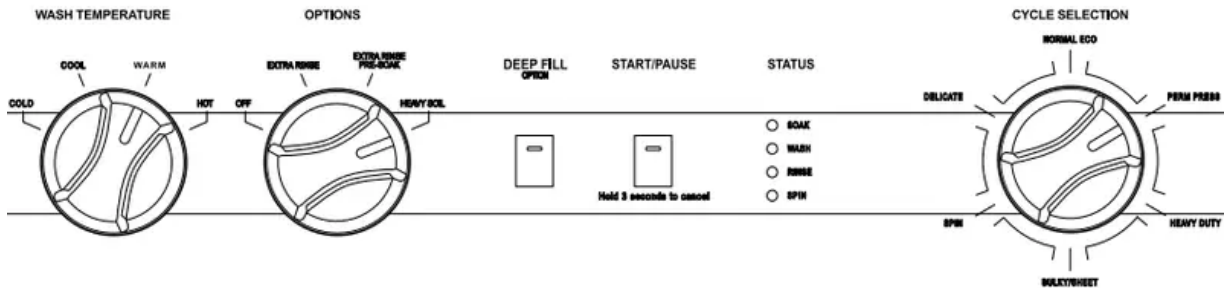 WASH TEMPERATURE
COOL
WARM
COLD
HOT
OPTIONS
EXTRA RINSE
EXTRA RINSE
PRE-SOAK
OFF
HEAVY SOIL
DEEP FILL
OPTION
START/PAUSE
Hold 3 seconds to cancel
STATUS
SOAK
WASH
RINSE
SPIN
CYCLE SELECTION
NORMAL ECO
DELICATE
PERM PRESS
SPIN
HEAVY DUTY
BULKY/SHEET